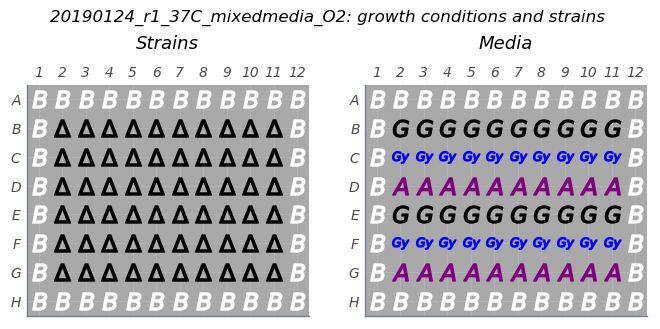 20190124_r1_37C_mixedmedia_O2: growth conditions and strains
Strains Media
1 2 3 4 5 6 7 8 9 10 11 12 1 2 3 4 5 6 7 8 9 10 11 12
A B B B B B B B B B B B B A B B B B B B B B B B B B
B B Δ Δ Δ Δ Δ Δ Δ Δ Δ Δ B B B G G G G G G G G G G B
C B Δ Δ Δ Δ Δ Δ Δ Δ Δ Δ B C B Gy Gy Gy Gy Gy Gy Gy Gy Gy Gy B
D B Δ Δ Δ Δ Δ Δ Δ Δ Δ Δ B D B A A A A A A A A A A B
E B Δ Δ Δ Δ Δ Δ Δ Δ Δ Δ B E B G G G G G G G G G G B
F B Δ Δ Δ Δ Δ Δ Δ Δ Δ Δ B F B Gy Gy Gy Gy Gy Gy Gy Gy Gy Gy B
G B Δ Δ Δ Δ Δ Δ Δ Δ Δ Δ B G B A A A A A A A A A A B
H B B B B B B B B B B B B H B B B B B B B B B B B B